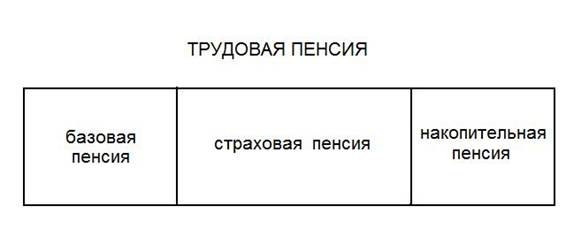 ТРУДОВАЯ ПЕНСИЯ
базовая
пенсия
страховая пенсия
накопительная
пенсия